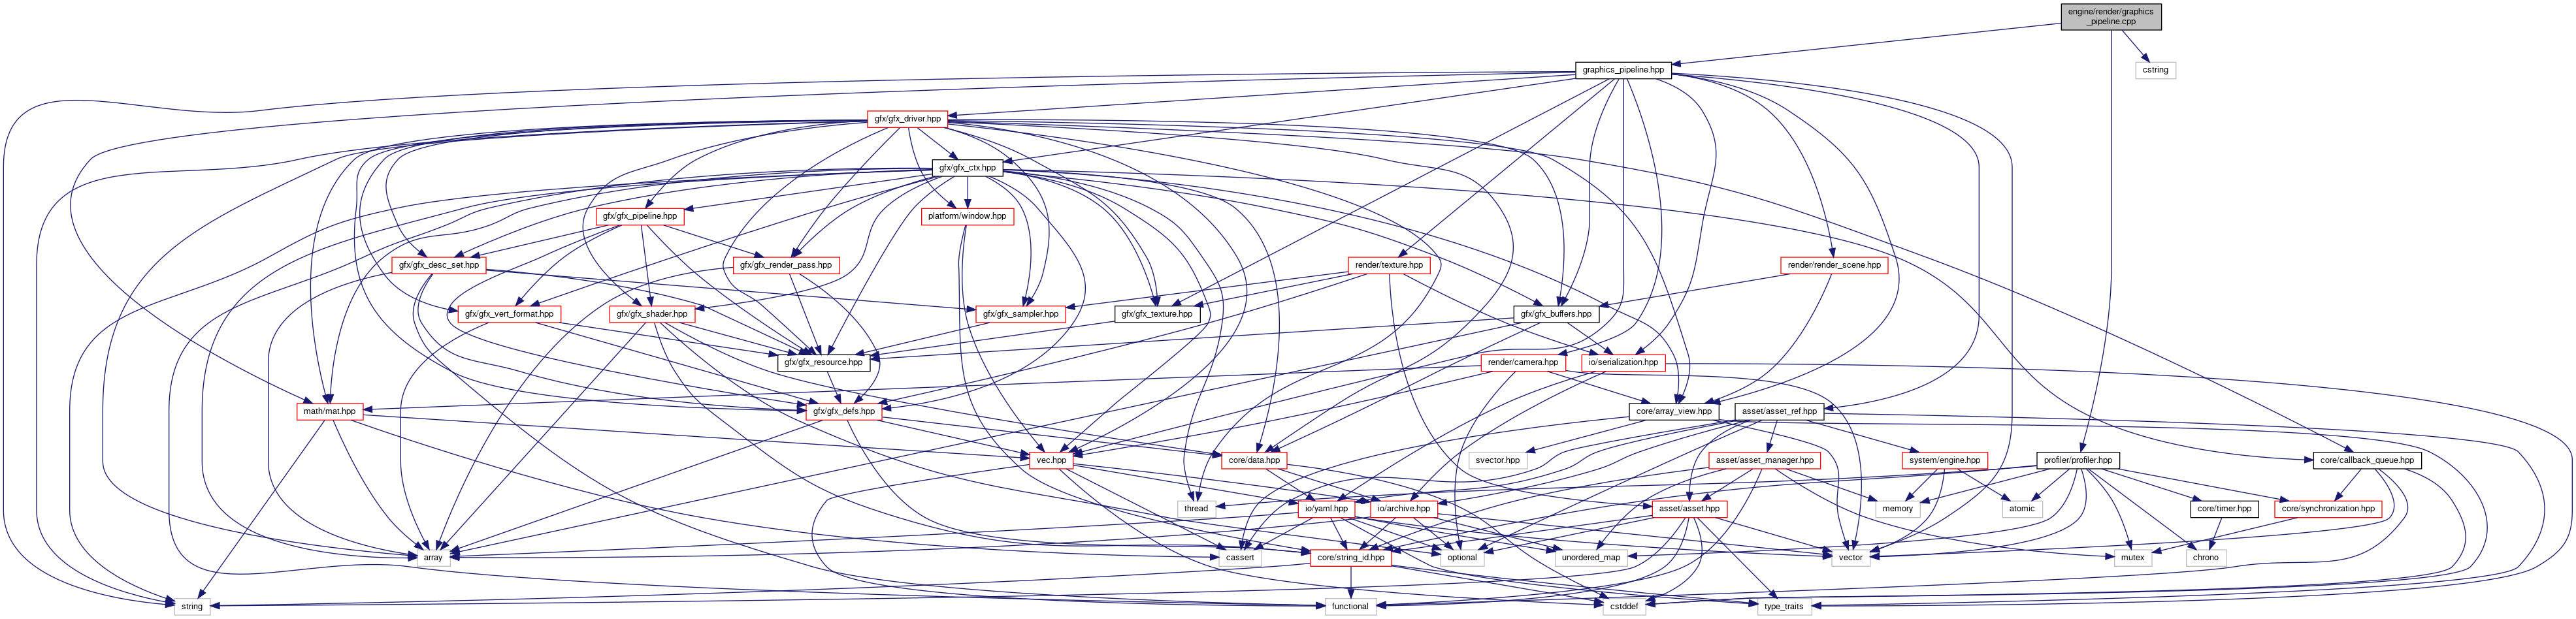 engine/render/graphics
_pipeline.cpp
graphics_pipeline.hpp
cstring
gfx/gfx_driver.hpp
gfx/gfx_ctx.hpp
gfx/gfx_pipeline.hpp
platform/window.hpp
gfx/gfx_desc_set.hpp
gfx/gfx_render_pass.hpp
render/texture.hpp
render/render_scene.hpp
gfx/gfx_vert_format.hpp
gfx/gfx_shader.hpp
gfx/gfx_sampler.hpp
gfx/gfx_texture.hpp
gfx/gfx_buffers.hpp
gfx/gfx_resource.hpp
render/camera.hpp
io/serialization.hpp
math/mat.hpp
gfx/gfx_defs.hpp
core/array_view.hpp
asset/asset_ref.hpp
vec.hpp
core/data.hpp
svector.hpp
asset/asset_manager.hpp
system/engine.hpp
profiler/profiler.hpp
core/callback_queue.hpp
thread
io/yaml.hpp
io/archive.hpp
asset/asset.hpp
memory
atomic
core/timer.hpp
core/synchronization.hpp
array
cassert
core/string_id.hpp
optional
unordered_map
vector
mutex
chrono
string
functional
cstddef
type_traits